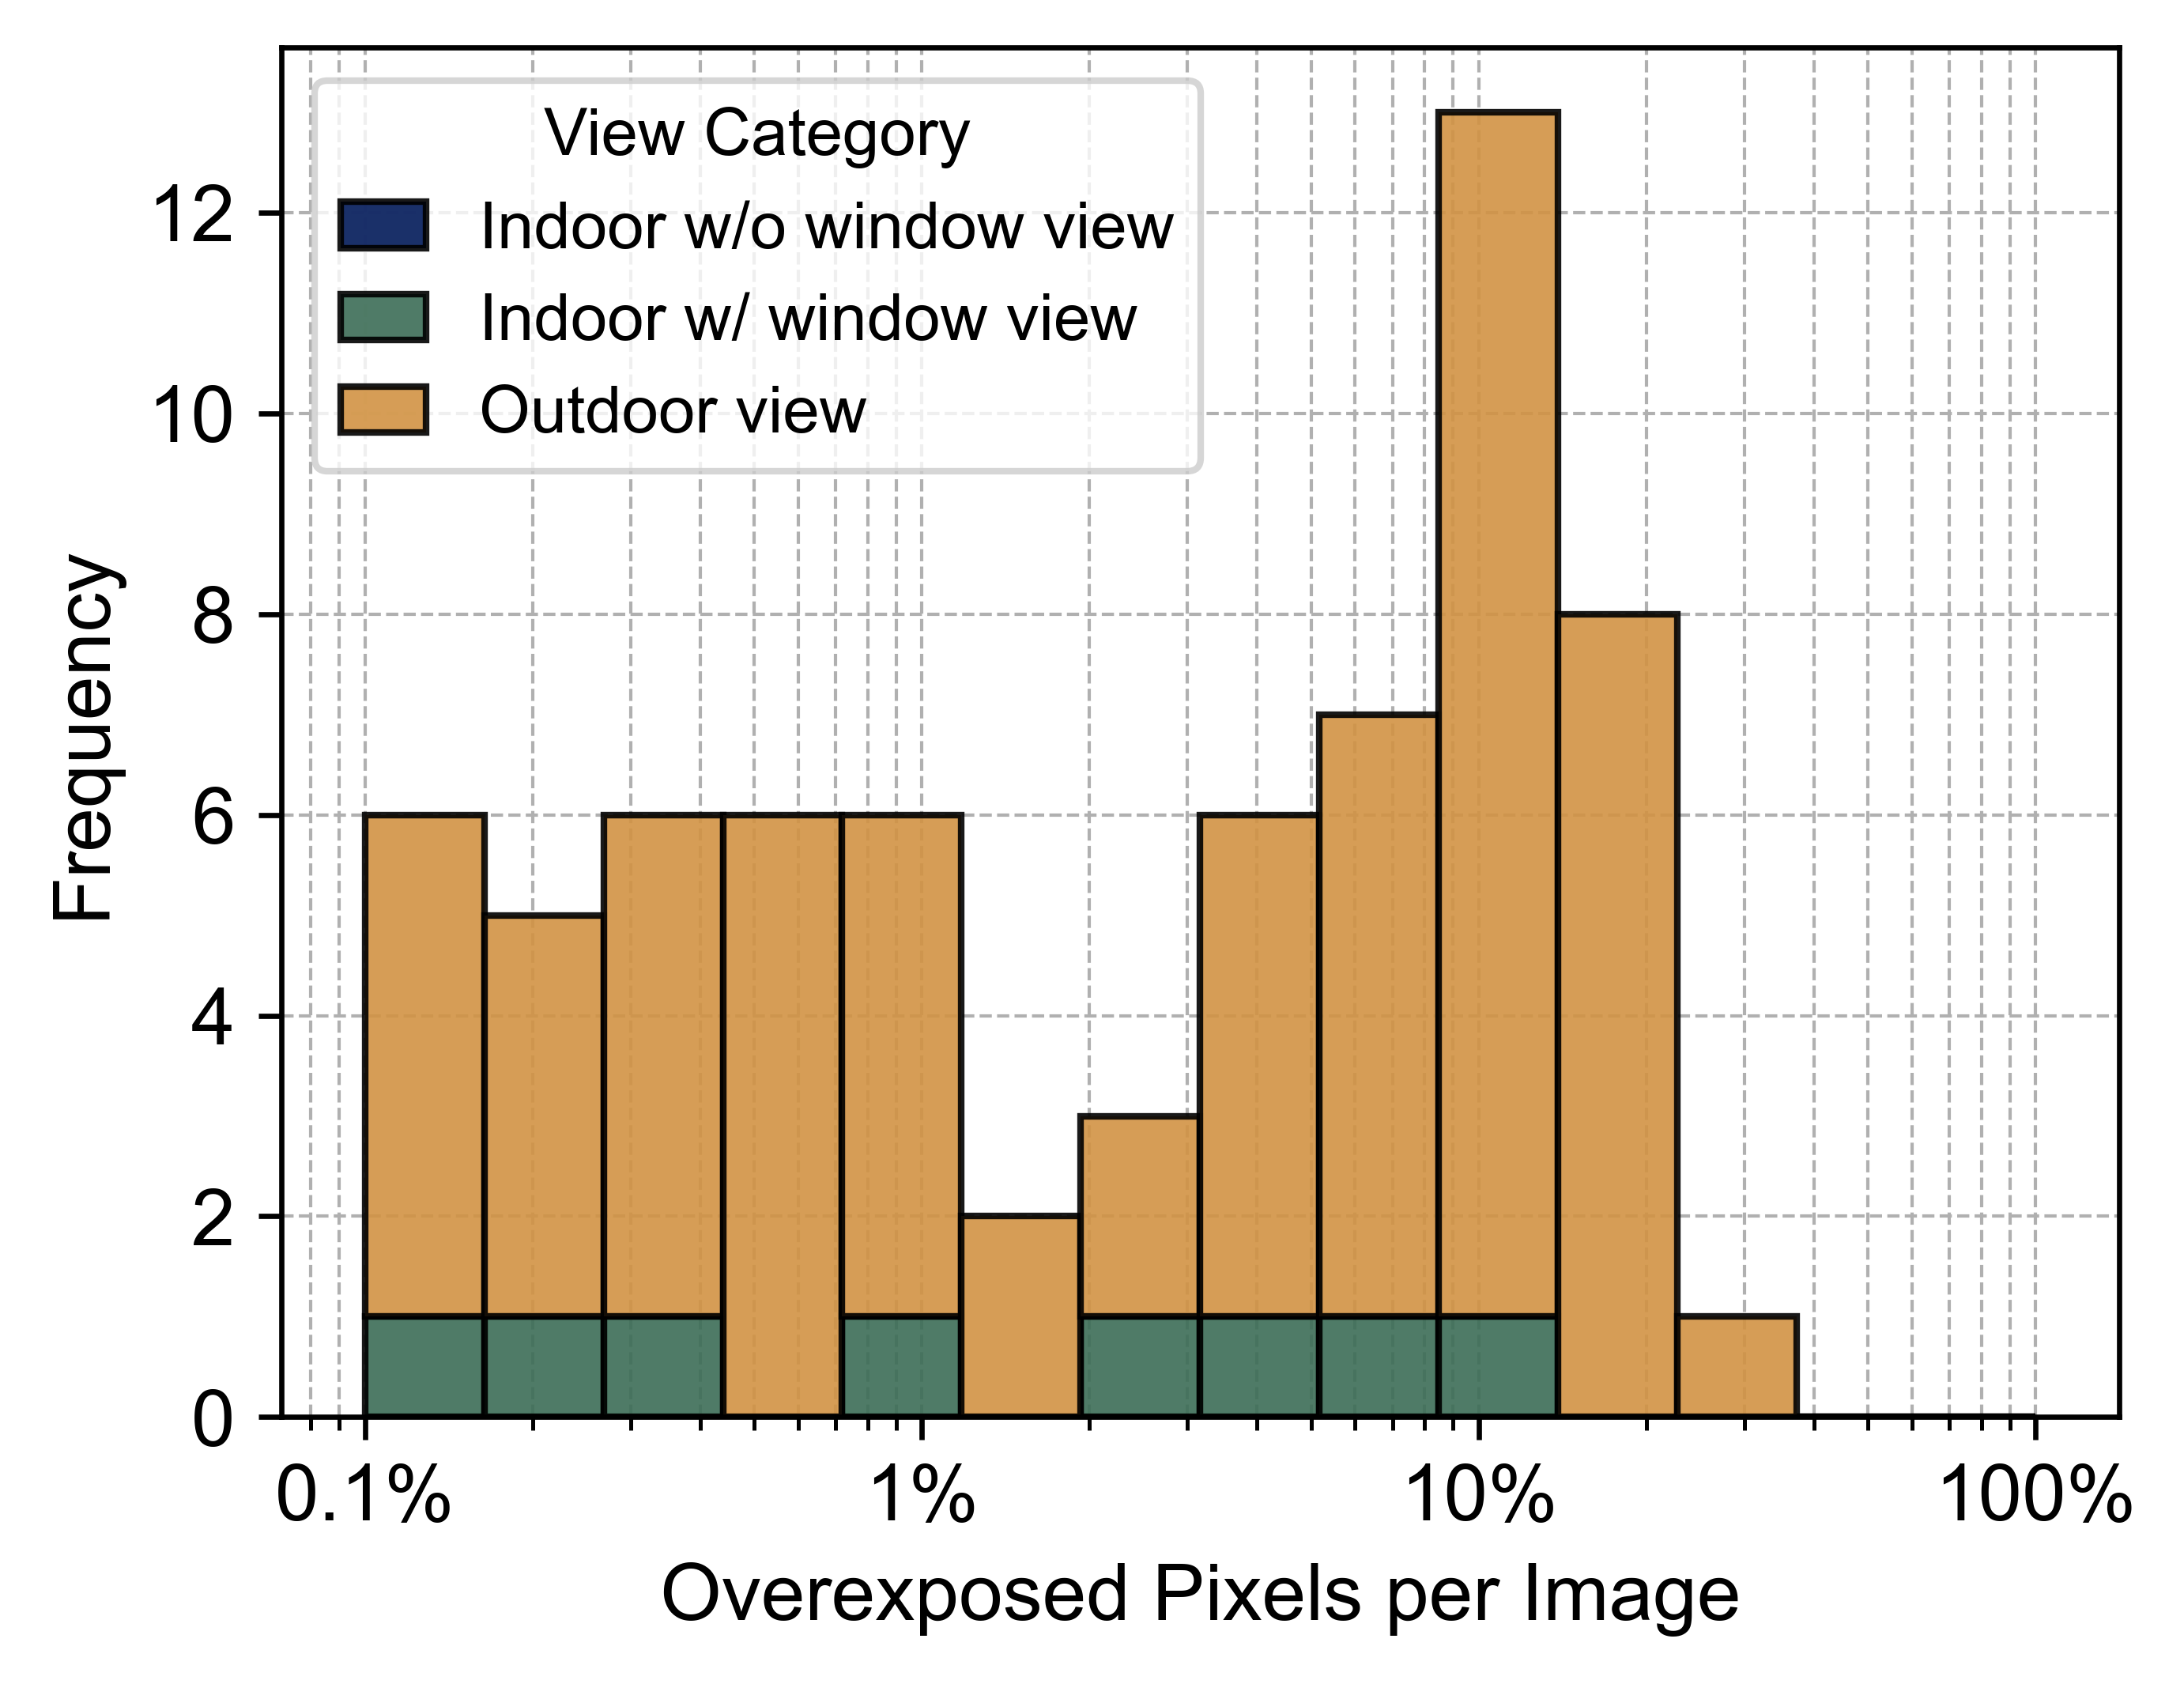 View Category
Indoor w/o window view
Indoor w/ window view
Outdoor view
Frequency
12
10
8
6
4
2
0
0.1% 1% 10% 100%
Overexposed Pixels per Image